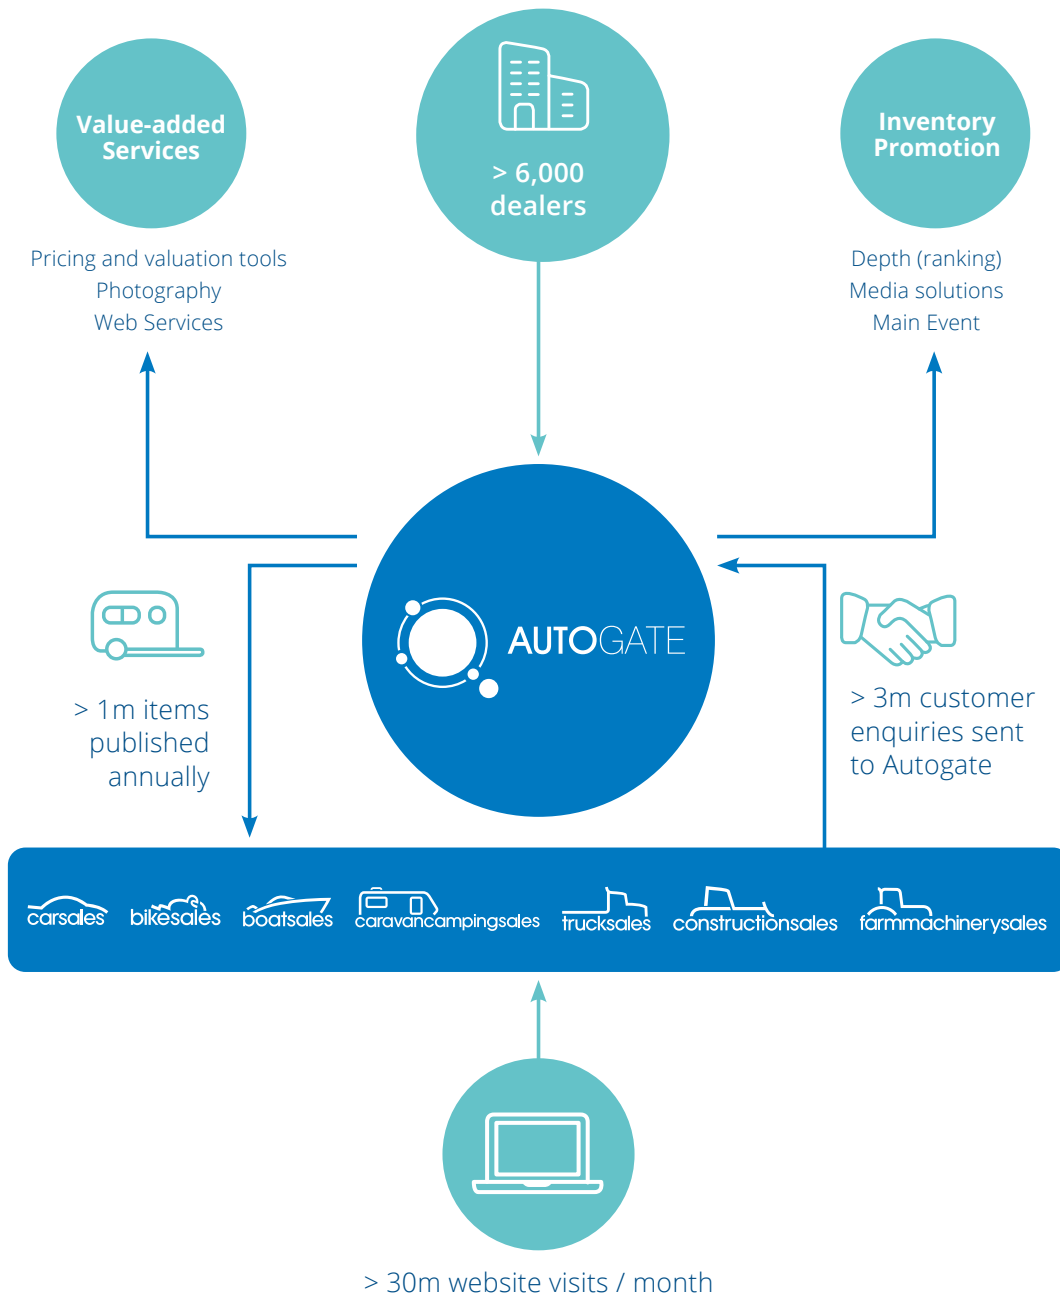 Value-added
Services
Pricing and valuation tools
Photography
Web Services
> 6,000
dealers
Inventory
Promotion
Depth (ranking)
Media solutions
Main Event
AUTOGATE
> 1m items
published
annually
> 3m customer
enquiries sent
to Autogate
carsales
bikesales
boatsales
caravancampingsales
trucksales
constructionsales
farmmachinerysales
> 30m website visits / month